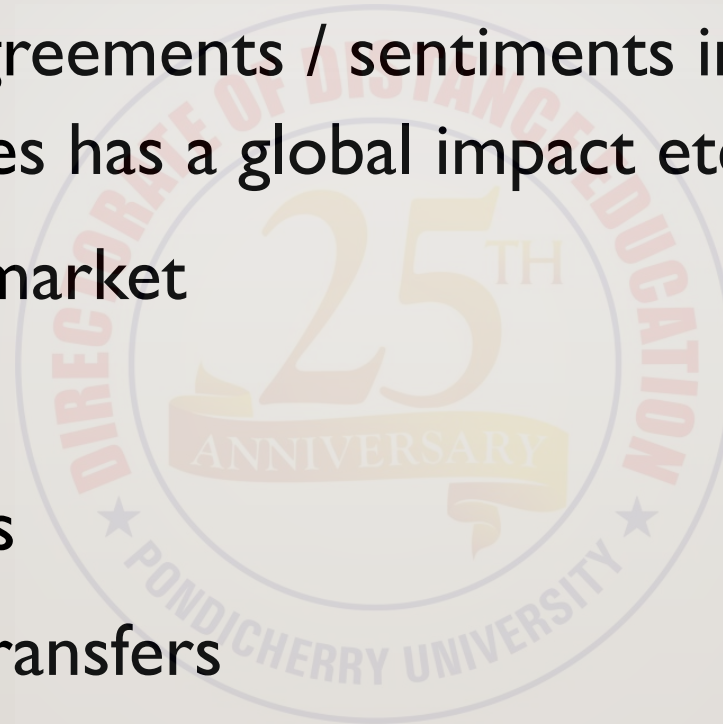 greements / sentiments in
es has a global impact etc
market
s
ransfers
DIRECTORATE OF DISTANCE EDUCATION
25TH
ANNIVERSARY
★ PONDICHERRY UNIVERSITY ★